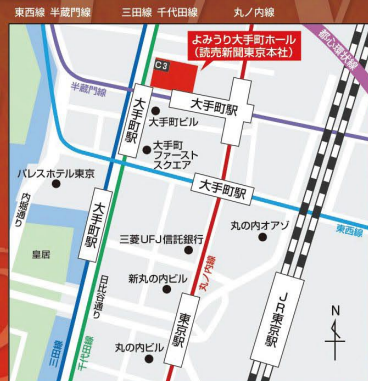 東西線 半蔵門線 三田線 千代田線 丸ノ内線
よみうり大手町ホール
（読売新聞東京本社）
都心環状線
C3
半蔵門線
大手町駅
大手町駅
大手町ビル
大手町
ファースト
スクエア
パレスホテル東京
大手町駅
内堀通り
大手町駅
丸の内オアゾ
東西線
三菱UFJ信託銀行
皇居
日比谷通り
新丸の内ビル
丸ノ内線
東京駅
JR東京駅
N
三田線
千代田線
丸の内ビル